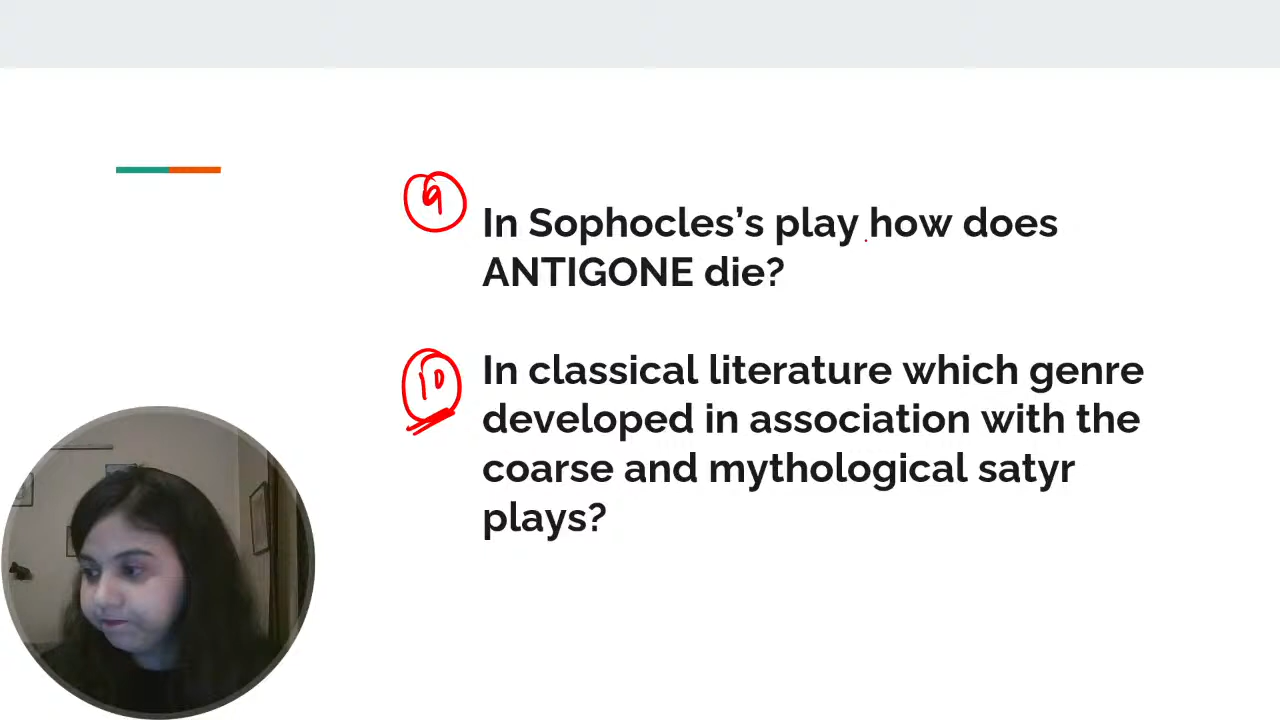 9
In Sophocles’s play how does
ANTIGONE die?
10
In classical literature which genre
developed in association with the
coarse and mythological satyr
plays?